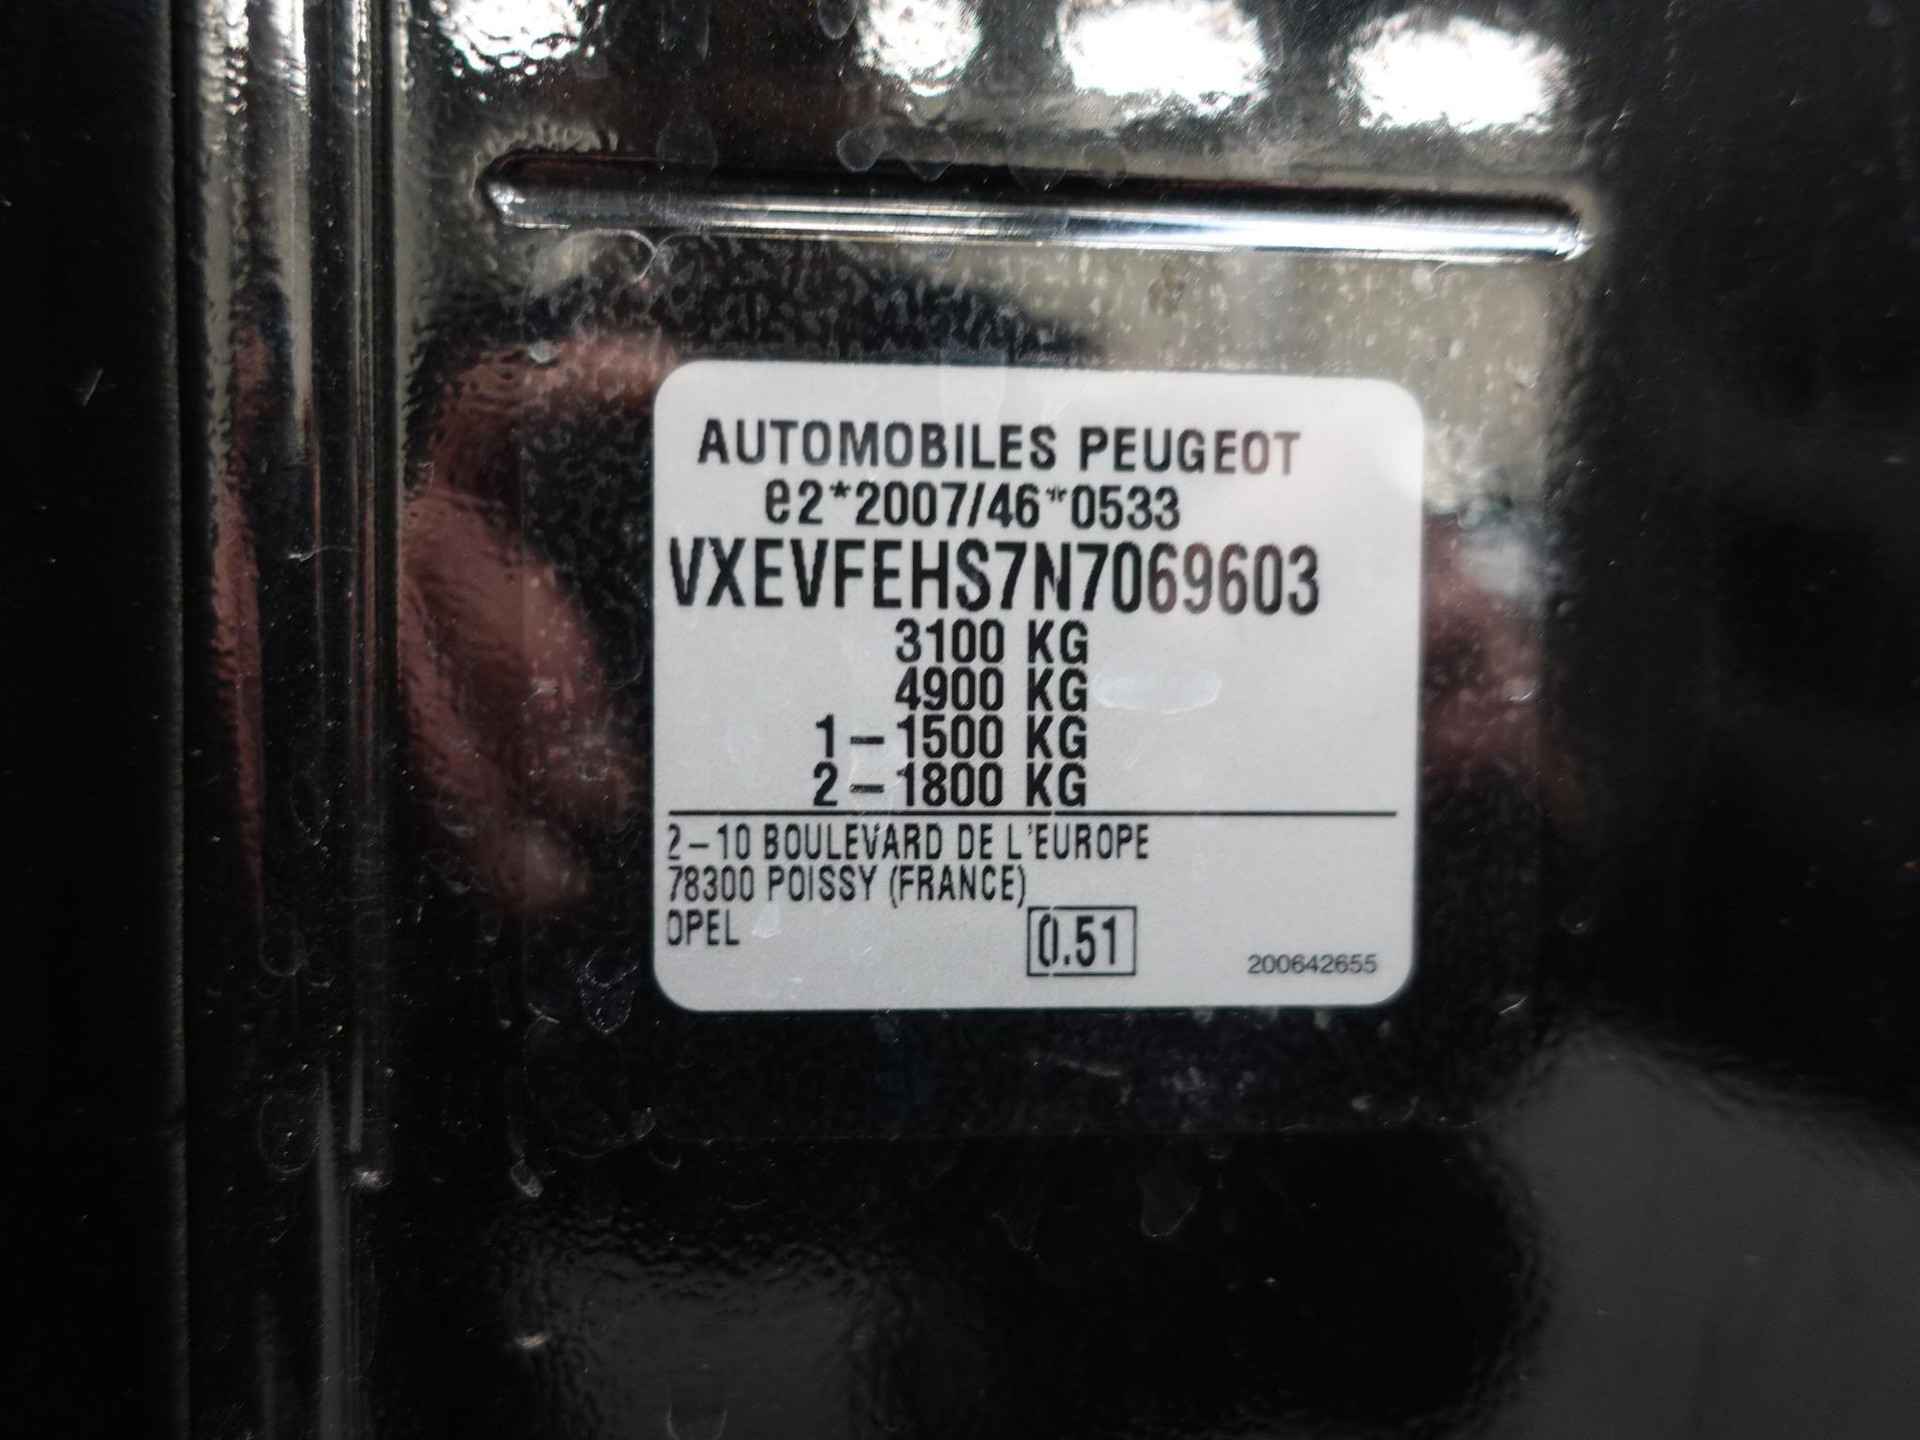 AUTOMOBILES PEUGEOT
e2*2007/46*0533
VXEVFEHS7N7069603
3100 KG
4900 KG
1-1500 KG
2-1800 KG
2-10 BOULEVARD DE L'EUROPE
78300 POISSY (FRANCE)
OPEL
0.51
200642655